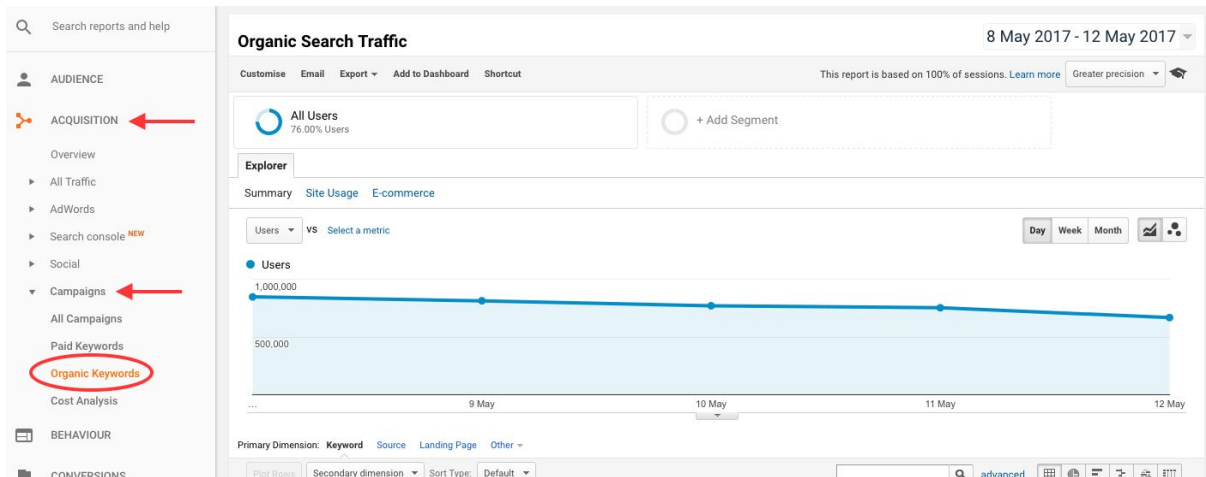 Search reports and help
AUDIENCE
ACQUISITION
Overview
All Traffic
AdWords
Search console NEW
Social
Campaigns
All Campaigns
Paid Keywords
Organic Keywords
Cost Analysis
BEHAVIOUR
CONVERSIONS
Organic Search Traffic
8 May 2017 - 12 May 2017
Customise Email Export Add to Dashboard Shortcut
This report is based on 100% of sessions. Learn more Greater precision
All Users
76.00% Users
+ Add Segment
Explorer
Summary Site Usage E-commerce
Users VS Select a metric
Day Week Month
Users
1,000,000
500,000
... 9 May 10 May 11 May 12 May
Primary Dimension: Keyword Source Landing Page Other
Plot Rows Secondary dimension Sort Type: Default
advanced